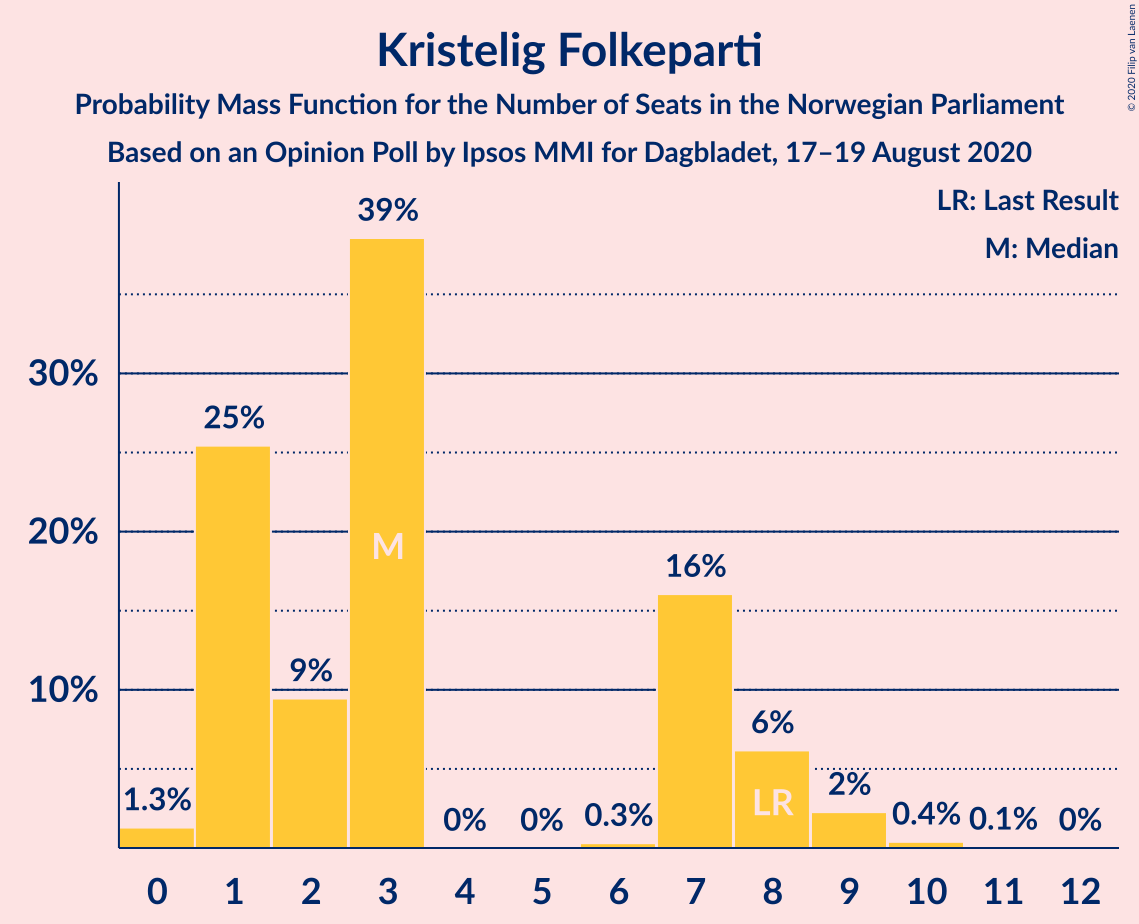 Kristelig Folkeparti
Probability Mass Function for the Number of Seats in the Norwegian Parliament
Based on an Opinion Poll by Ipsos MMI for Dagbladet, 17–19 August 2020
© 2020 Filip van Laenen
LR: Last Result
M: Median
39%
30%
25%
20%
M
16%
10%
9%
6%
1.3%
LR
2%
0%
0%
0.3%
0.4%
0.1%
0%
0 1 2 3 4 5 6 7 8 9 10 11 12